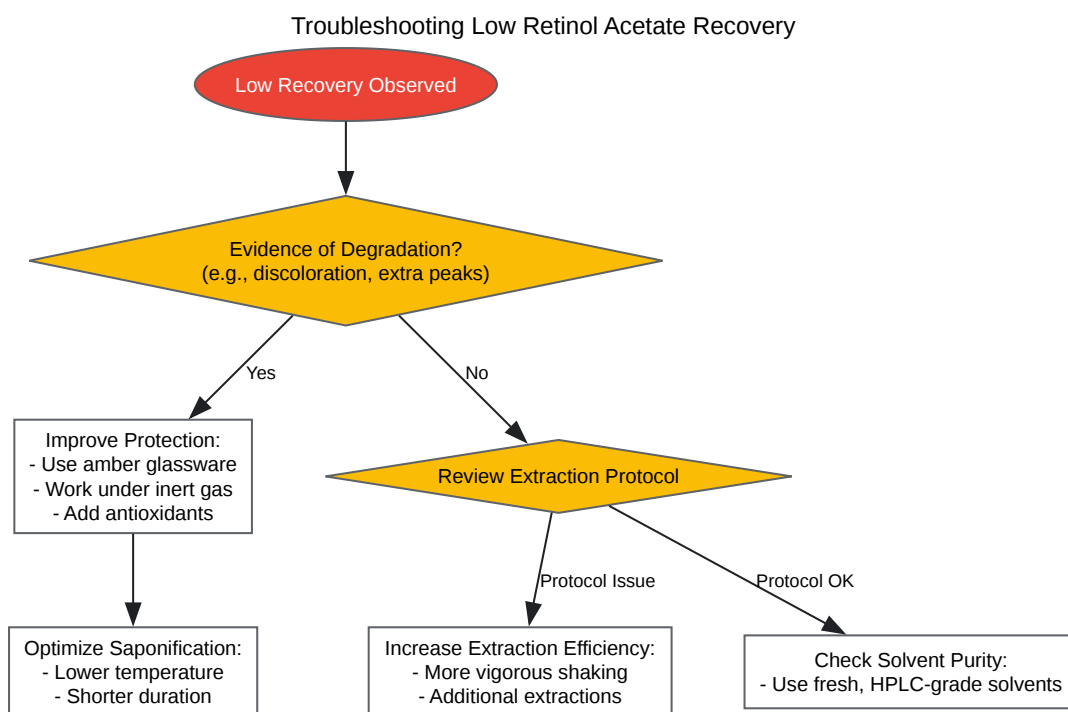 Troubleshooting Low Retinol Acetate Recovery
Low Recovery Observed
Evidence of Degradation?
(e.g., discoloration, extra peaks)
Yes
No
Improve Protection:
- Use amber glassware
- Work under inert gas
- Add antioxidants
Review Extraction Protocol
Protocol Issue
Protocol OK
Optimize Saponification:
- Lower temperature
- Shorter duration
Increase Extraction Efficiency:
- More vigorous shaking
- Additional extractions
Check Solvent Purity:
- Use fresh, HPLC-grade solvents